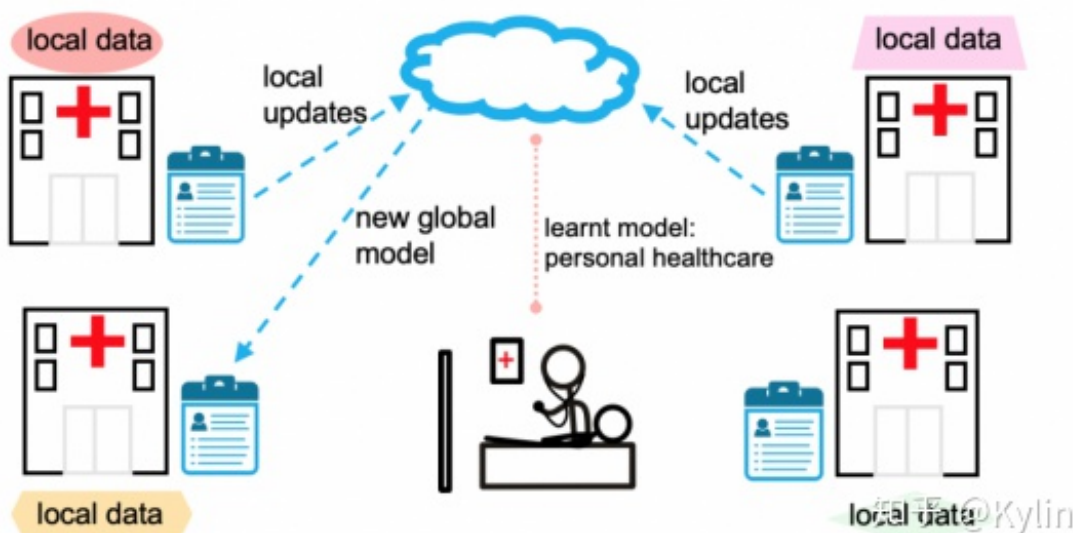 local data
local data
local
updates
local
updates
new global
model
learnt model:
personal healthcare
local data
local data
知乎 @Kylin